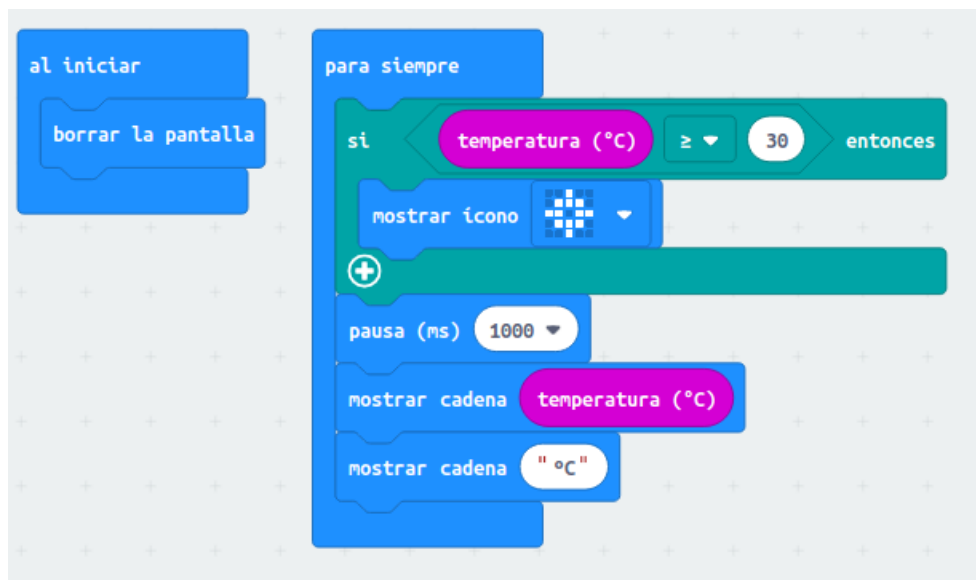 al iniciar
borrar la pantalla
para siempre
si temperatura (°C) ≥ 30 entonces
mostrar ícono
pausa (ms) 1000
mostrar cadena temperatura (°C)
mostrar cadena "ºC"